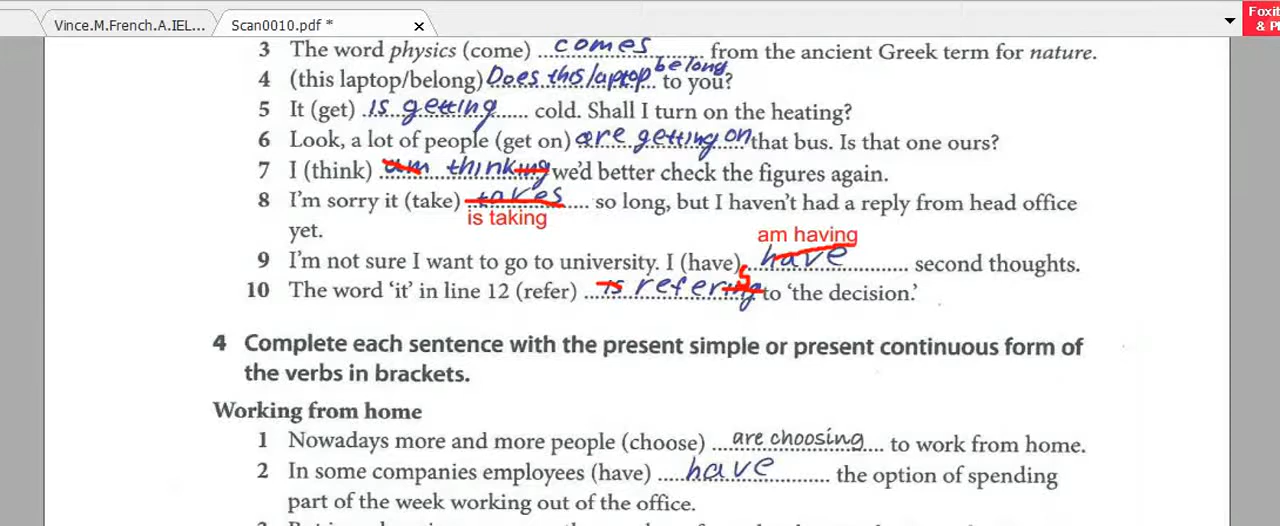 Vince.M.French.A.IEL... Scan0010.pdf * × Foxit
& P
3 The word physics (come) ...comes... from the ancient Greek term for nature.
4 (this laptop/belong) Does this laptop belong to you?
5 It (get) is getting...... cold. Shall I turn on the heating?
6 Look, a lot of people (get on) are getting on that bus. Is that one ours?
7 I (think) am thinking we'd better check the figures again.
8 I'm sorry it (take) takes .... so long, but I haven't had a reply from head office
is taking
yet.
am having
9 I'm not sure I want to go to university. I (have) have ............ second thoughts.
10 The word 'it' in line 12 (refer) ...is refering s to 'the decision.'
4 Complete each sentence with the present simple or present continuous form of
the verbs in brackets.
Working from home
1 Nowadays more and more people (choose) ...are choosing.... to work from home.
2 In some companies employees (have) ....have........... the option of spending
part of the week working out of the office.